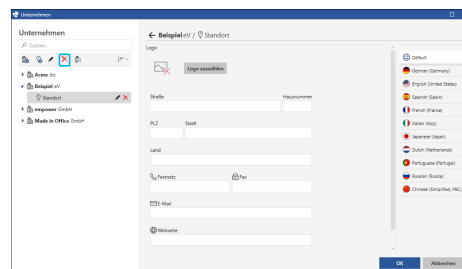 Unternehmen
Unternehmen
Suchen...
Acme Inc
Beispiel eV
Standort
empower GmbH
Made in Office GmbH
Beispiel eV / Standort
Logo
Logo auswählen
Straße
Hausnummer
PLZ
Stadt
Land
Festnetz
Fax
E-Mail
Webseite
Default
German (Germany)
English (United States)
Spanish (Spain)
French (France)
Italian (Italy)
Japanese (Japan)
Dutch (Netherlands)
Portuguese (Portugal)
Russian (Russia)
Chinese (Simplified, PRC)
OK
Abbrechen